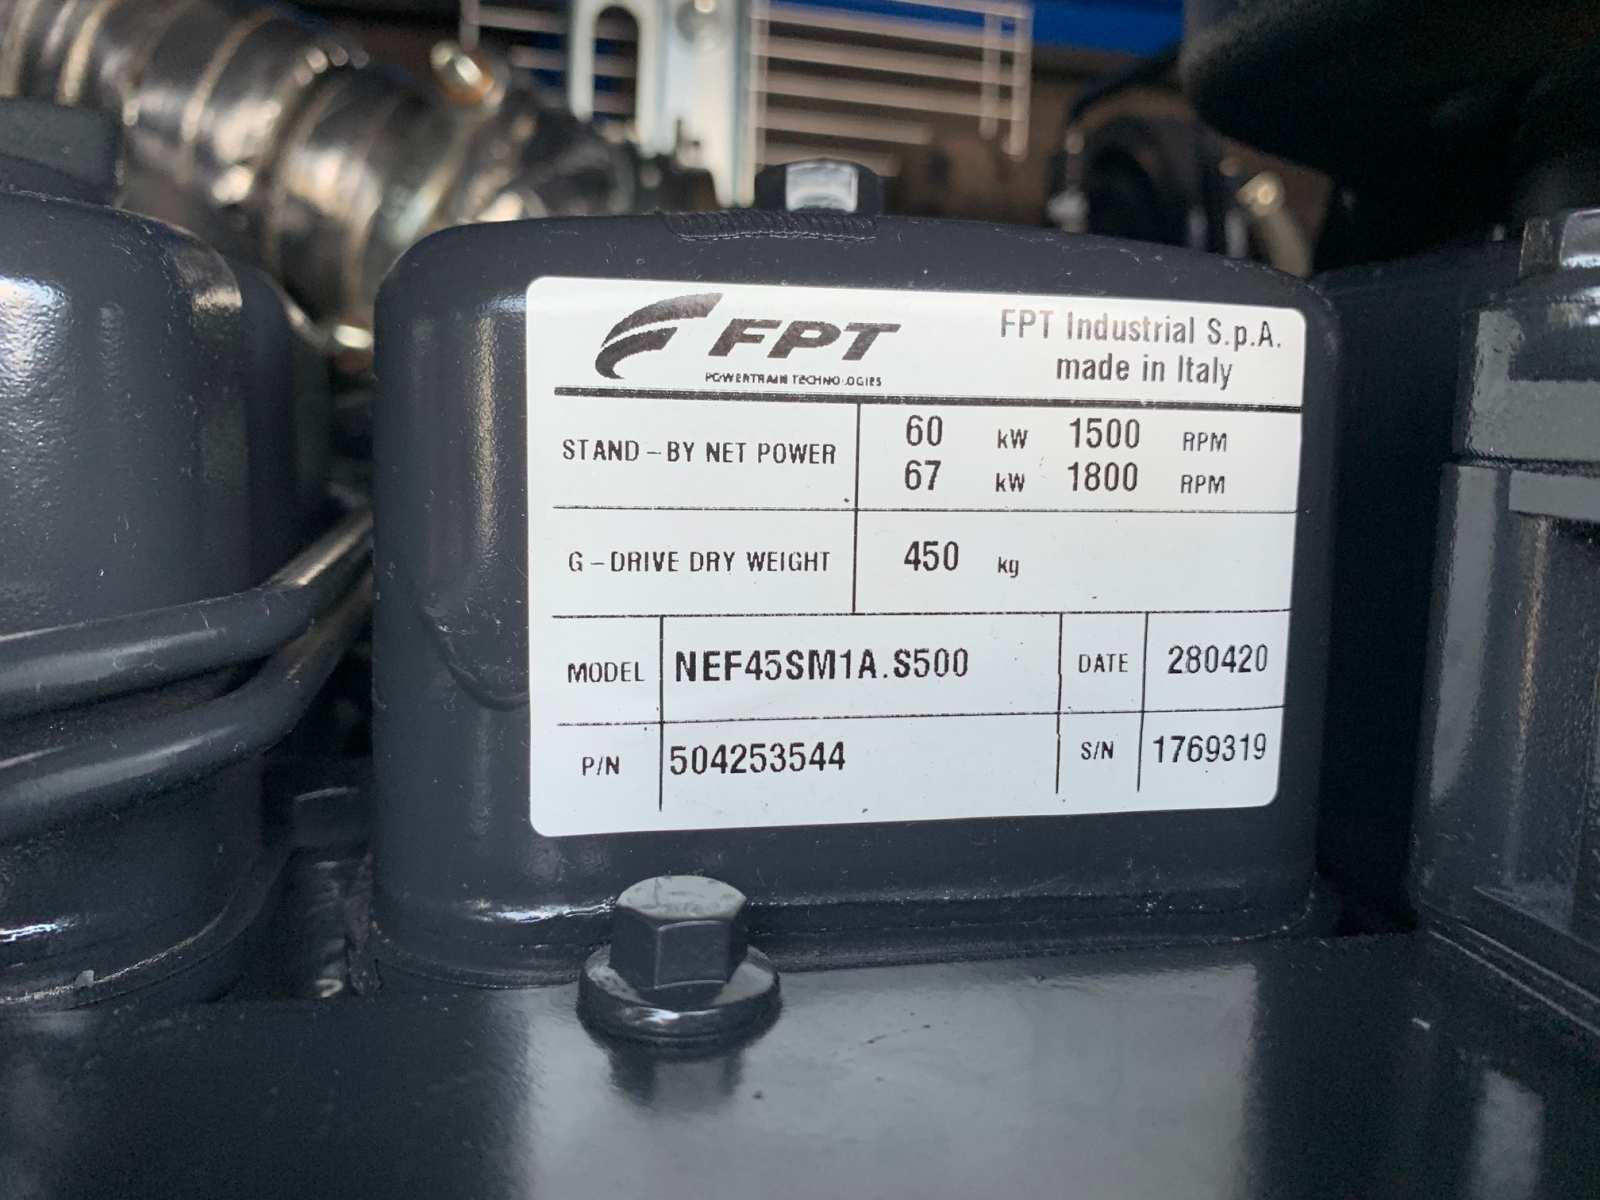 FPT
POWERTRAIN TECHNOLOGIES
FPT Industrial S.p.A.
made in Italy
STAND-BY NET POWER
60 kW 1500 RPM
67 kW 1800 RPM
G-DRIVE DRY WEIGHT 450 kg
MODEL NEF45SM1A.S500 DATE 280420
P/N 504253544 S/N 1769319